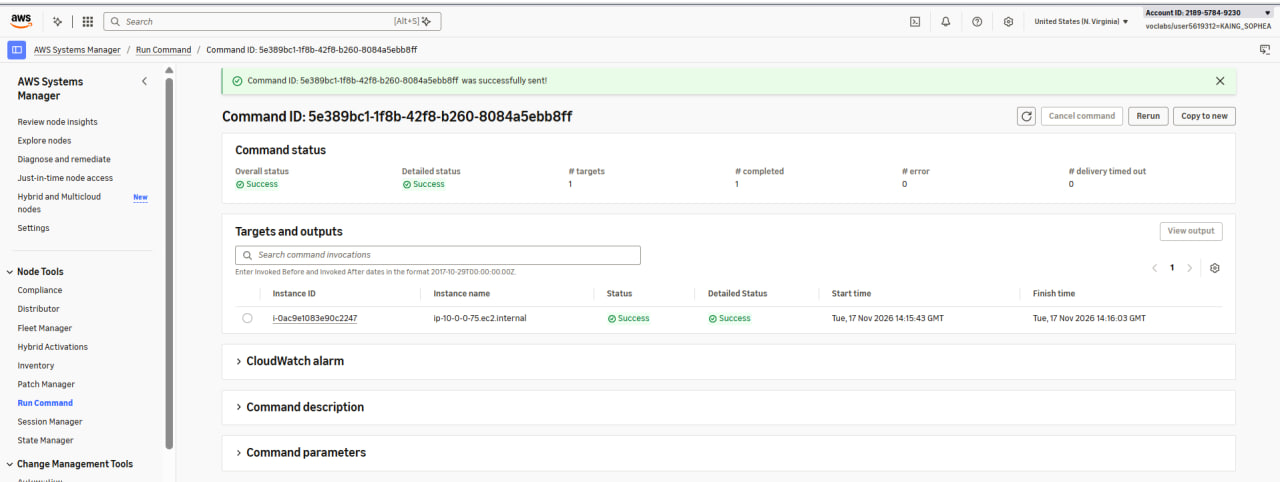 aws Search [Alt+S] United States (N. Virginia) Account ID: 2189-5784-9230
voclabs/user5619312=KAING_SOPHEA
AWS Systems Manager / Run Command / Command ID: 5e389bc1-1f8b-42f8-b260-8084a5ebb8ff
AWS Systems
Manager
Review node insights
Explore nodes
Diagnose and remediate
Just-in-time node access
Hybrid and Multicloud
nodes
New
Settings
Node Tools
Compliance
Distributor
Fleet Manager
Hybrid Activations
Inventory
Patch Manager
Run Command
Session Manager
State Manager
Change Management Tools
Automation
Command ID: 5e389bc1-1f8b-42f8-b260-8084a5ebb8ff was successfully sent!
Command ID: 5e389bc1-1f8b-42f8-b260-8084a5ebb8ff
Cancel command Rerun Copy to new
Command status
Overall status Detailed status # targets # completed # error # delivery timed out
Success Success 1 1 0 0
Targets and outputs
View output
Search command invocations
Enter Invoked Before and Invoked After dates in the format 2017-10-29T00:00:00.00Z.
1
Instance ID Instance name Status Detailed Status Start time Finish time
i-0ac9e1083e90c2247 ip-10-0-0-75.ec2.internal Success Success Tue, 17 Nov 2026 14:15:43 GMT Tue, 17 Nov 2026 14:16:03 GMT
CloudWatch alarm
Command description
Command parameters